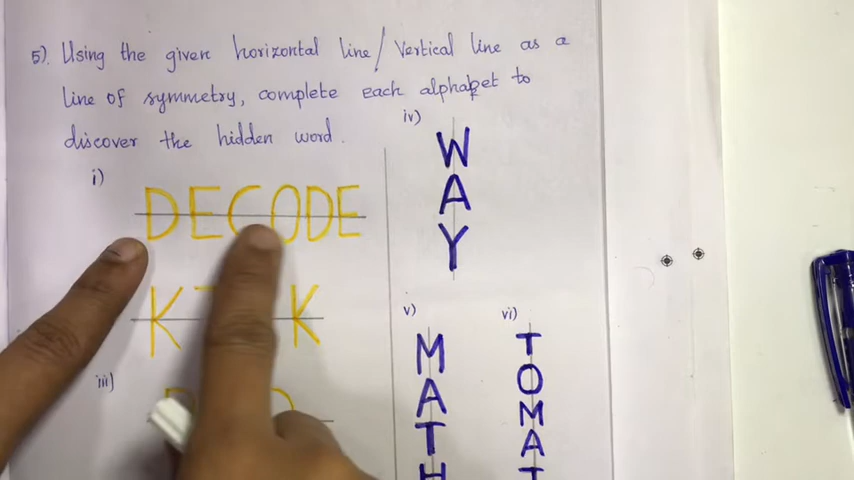 5). Using the given horizontal line/vertical line as a
line of symmetry, complete each alphabet to
discover the hidden word.
i)
DECODE
K K
iii)
iv)
W
A
Y
v)
M
A
T
H
vi)
T
O
M
A
T